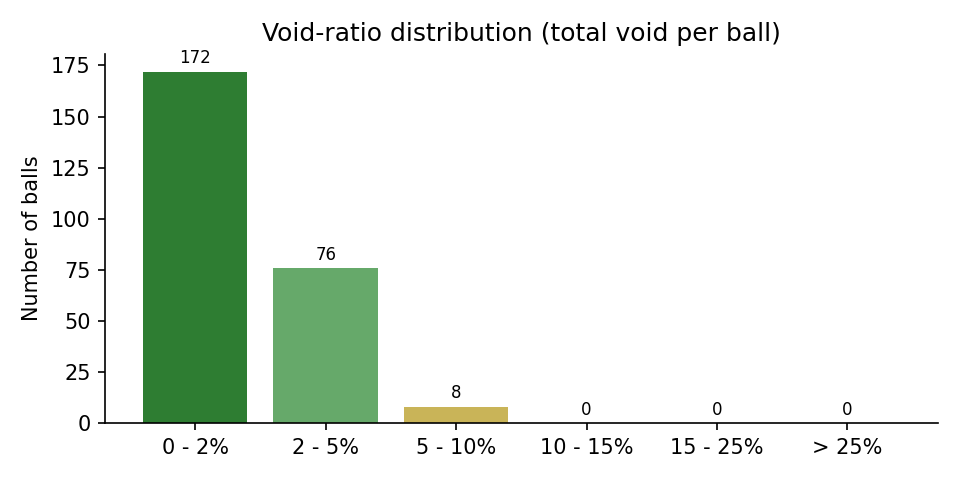 Void-ratio distribution (total void per ball)
Number of balls
175
150
125
100
75
50
25
0
172
76
8
0
0
0
0 - 2%
2 - 5%
5 - 10%
10 - 15%
15 - 25%
> 25%